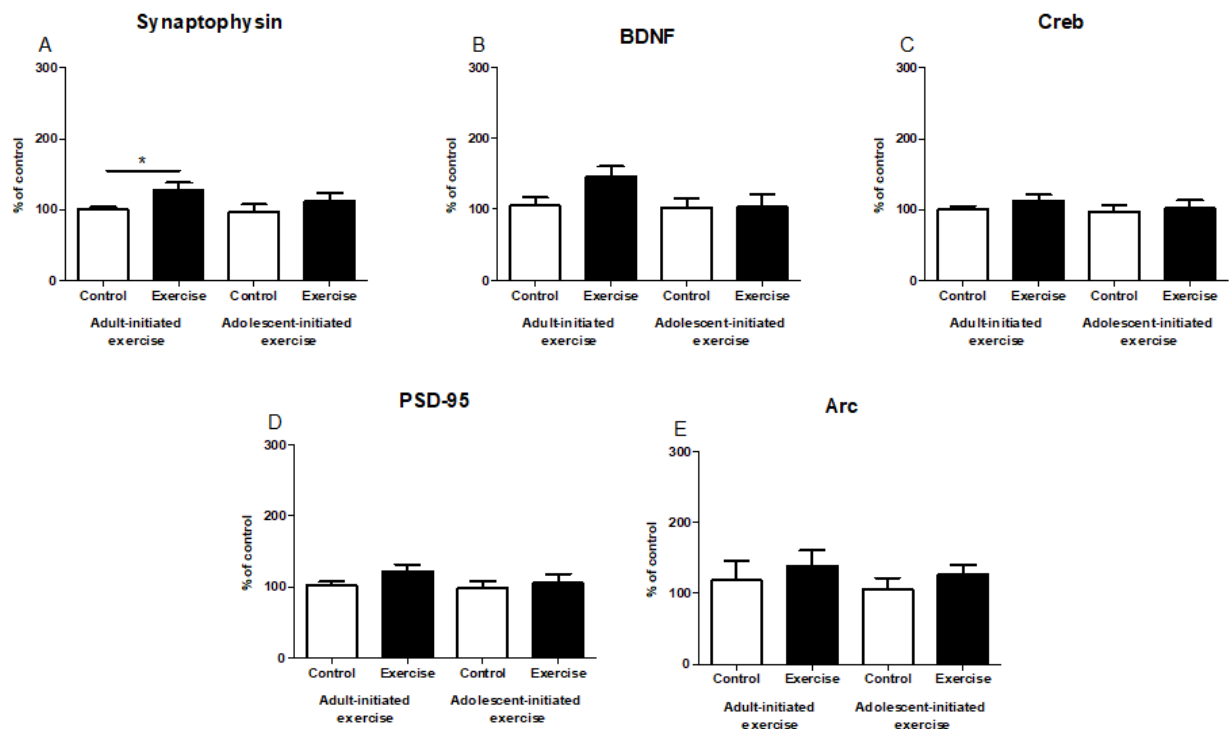 Synaptophysin
A
300
200
100
0
% of control
*
Control Exercise Control Exercise
Adult-initiated exercise
Adolescent-initiated exercise
BDNF
B
300
200
100
0
% of control
Control Exercise Control Exercise
Adult-initiated exercise
Adolescent-initiated exercise
Creb
C
300
200
100
0
% of control
Control Exercise Control Exercise
Adult-initiated exercise
Adolescent-initiated exercise
PSD-95
D
300
200
100
0
% of control
Control Exercise Control Exercise
Adult-initiated exercise
Adolescent-initiated exercise
Arc
E
300
200
100
0
% of control
Control Exercise Control Exercise
Adult-initiated exercise
Adolescent-initiated exercise